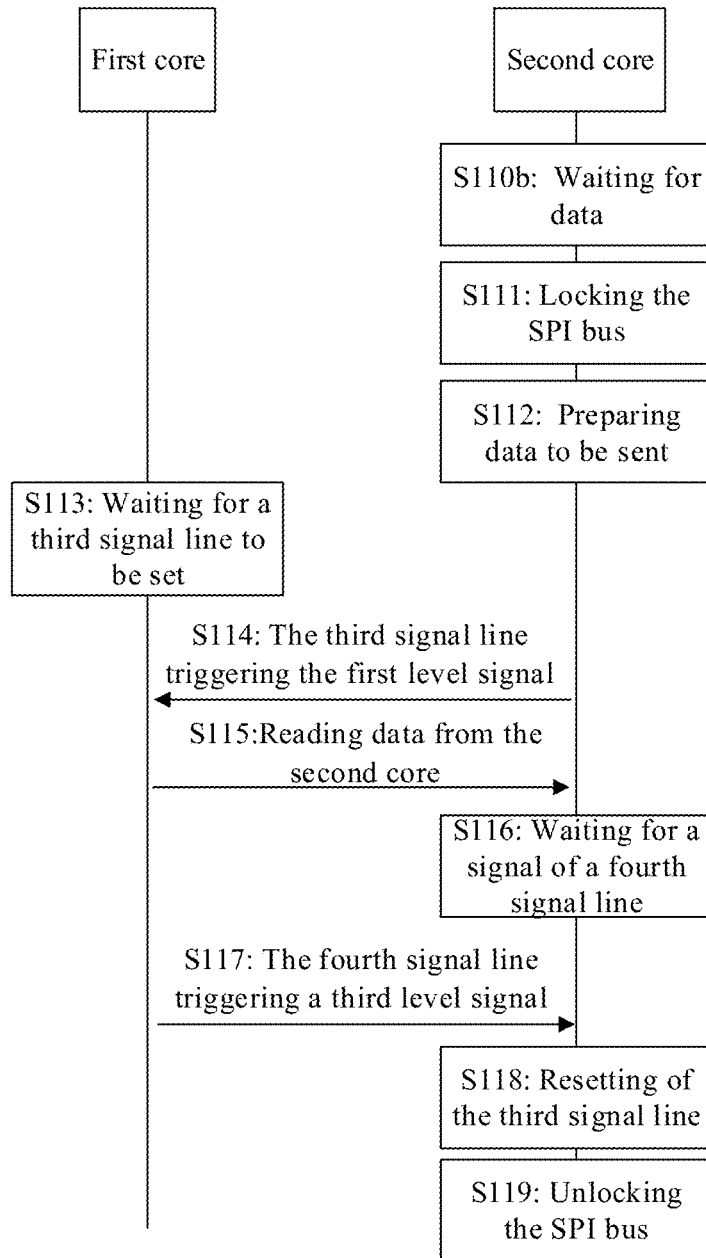 First core
Second core
S110b: Waiting for
data
S111: Locking the
SPI bus
S112: Preparing
data to be sent
S113: Waiting for a
third signal line to
be set
S114: The third signal line
triggering the first level signal
S115:Reading data from the
second core
S116: Waiting for a
signal of a fourth
signal line
S117: The fourth signal line
triggering a third level signal
S118: Resetting of
the third signal line
S119: Unlocking
the SPI bus